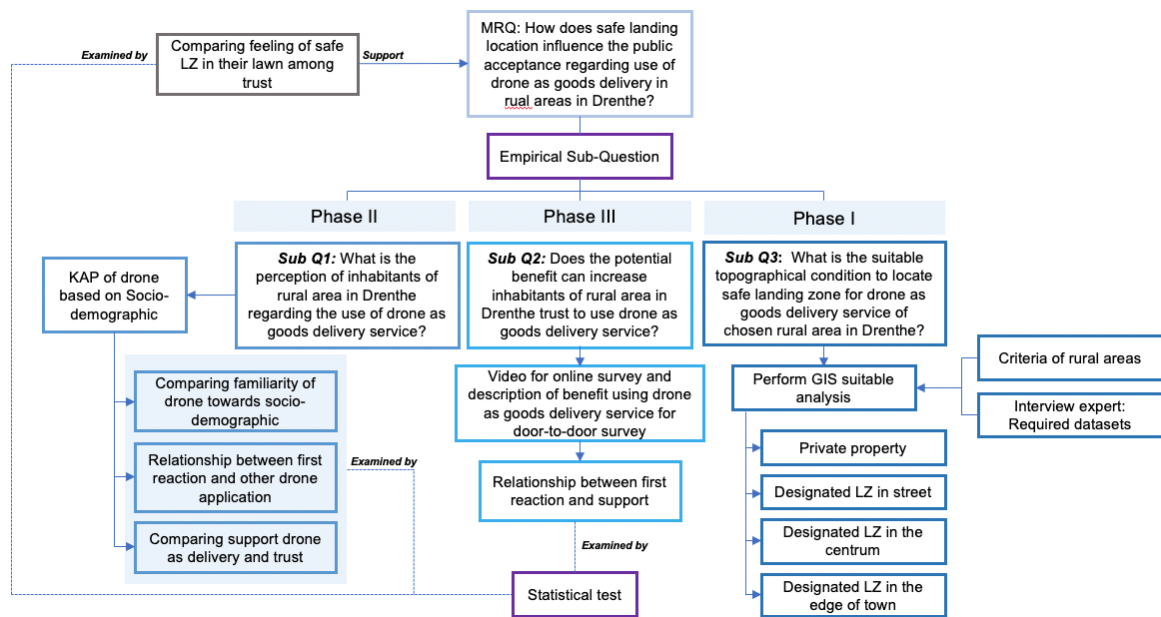 MRQ: How does safe landing
location influence the public
acceptance regarding use of
drone as goods delivery in
rual areas in Drenthe?
Examined by
Comparing feeling of safe
LZ in their lawn among
trust
Support
Empirical Sub-Question
Phase II
Phase III
Phase I
KAP of drone
based on Socio-
demographic
Sub Q1: What is the
perception of inhabitants of
rural area in Drenthe
regarding the use of drone as
goods delivery service?
Sub Q2: Does the potential
benefit can increase
inhabitants of rural area in
Drenthe trust to use drone as
goods delivery service?
Sub Q3: What is the suitable
topographical condition to locate
safe landing zone for drone as
goods delivery service of
chosen rural area in Drenthe?
Comparing familiarity of
drone towards socio-
demographic
Relationship between first
reaction and other drone
application
Comparing support drone
as delivery and trust
Examined by
Video for online survey and
description of benefit using drone
as goods delivery service for
door-to-door survey
Relationship between first
reaction and support
Examined by
Statistical test
Perform GIS suitable
analysis
Criteria of rural areas
Interview expert:
Required datasets
Private property
Designated LZ in street
Designated LZ in the
centrum
Designated LZ in the
edge of town